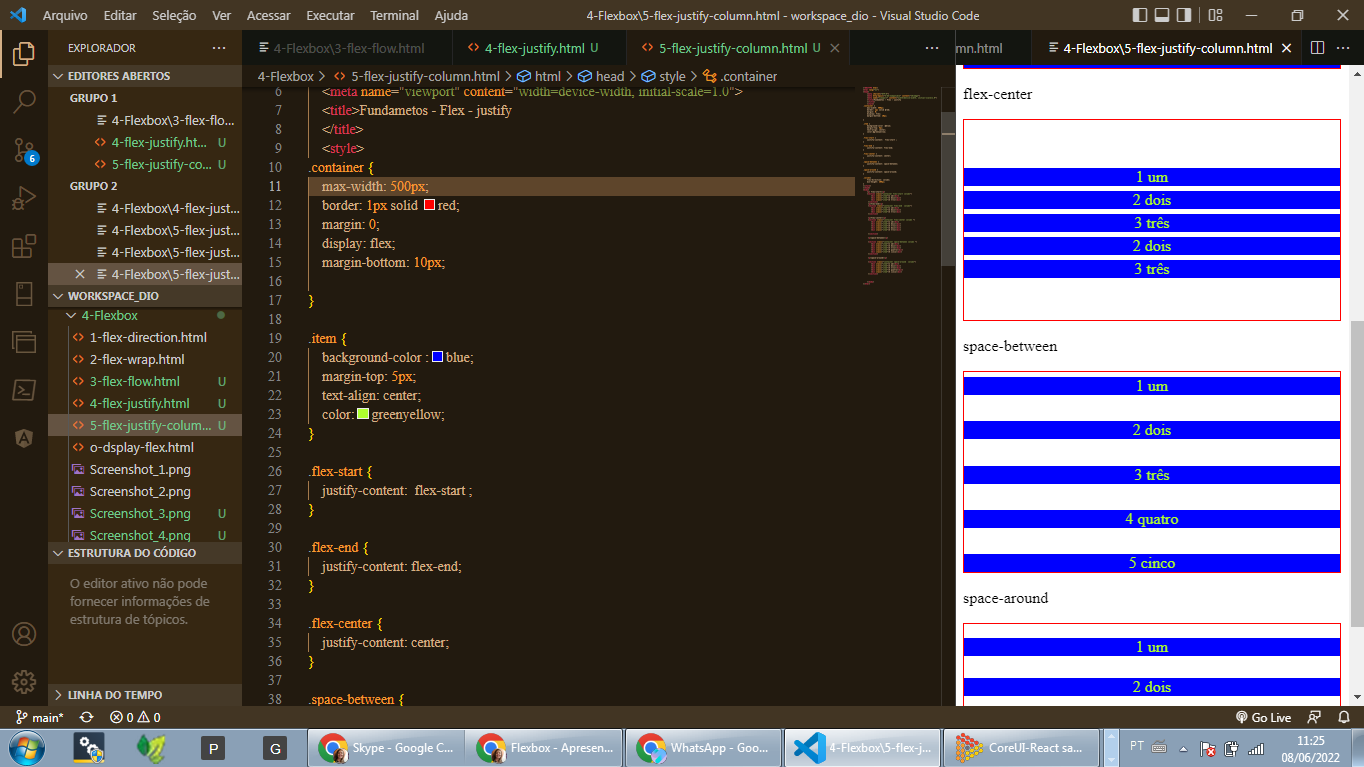 Arquivo Editar Seleção Ver Acessar Executar Terminal Ajuda
4-Flexbox\5-flex-justify-column.html - workspace_dio - Visual Studio Code
EXPLORADOR
EDITORES ABERTOS
GRUPO 1
4-Flexbox\3-flex-flo...
4-flex-justify.ht... U
5-flex-justify-co... U
GRUPO 2
4-Flexbox\4-flex-just...
4-Flexbox\5-flex-just...
4-Flexbox\5-flex-just...
4-Flexbox\5-flex-just...
WORKSPACE_DIO
4-Flexbox
1-flex-direction.html
2-flex-wrap.html
3-flex-flow.html U
4-flex-justify.html U
5-flex-justify-colum... U
o-dsplay-flex.html
Screenshot_1.png
Screenshot_2.png
Screenshot_3.png U
Screenshot_4.png U
ESTRUTURA DO CÓDIGO
O editor ativo não pode
fornecer informações de
estrutura de tópicos.
LINHA DO TEMPO
6
4-Flexbox\3-flex-flow.html
4-flex-justify.html U
5-flex-justify-column.html U
4-Flexbox > 5-flex-justify-column.html > html > head > style > .container
6 <meta name="viewport" content="width=device-width, initial-scale=1.0">
7 <title>Fundametos - Flex - justify
8 </title>
9 <style>
10 .container {
11 max-width: 500px;
12 border: 1px solid red;
13 margin: 0;
14 display: flex;
15 margin-bottom: 10px;
16
17 }
18
19 .item {
20 background-color : blue;
21 margin-top: 5px;
22 text-align: center;
23 color: greenyellow;
24 }
25
26 .flex-start {
27 justify-content:  flex-start ;
28 }
29
30 .flex-end {
31 justify-content: flex-end;
32 }
33
34 .flex-center {
35 justify-content: center;
36 }
37
38 .space-between {
mn.html
4-Flexbox\5-flex-justify-column.html
flex-center
1 um
2 dois
3 três
2 dois
3 três
space-between
1 um
2 dois
3 três
4 quatro
5 cinco
space-around
1 um
2 dois
main* 0 0
Go Live
P
G
Skype - Google C...
Flexbox - Apresen...
WhatsApp - Goo...
4-Flexbox\5-flex-j...
CoreUI-React sa...
PT
11:25
08/06/2022